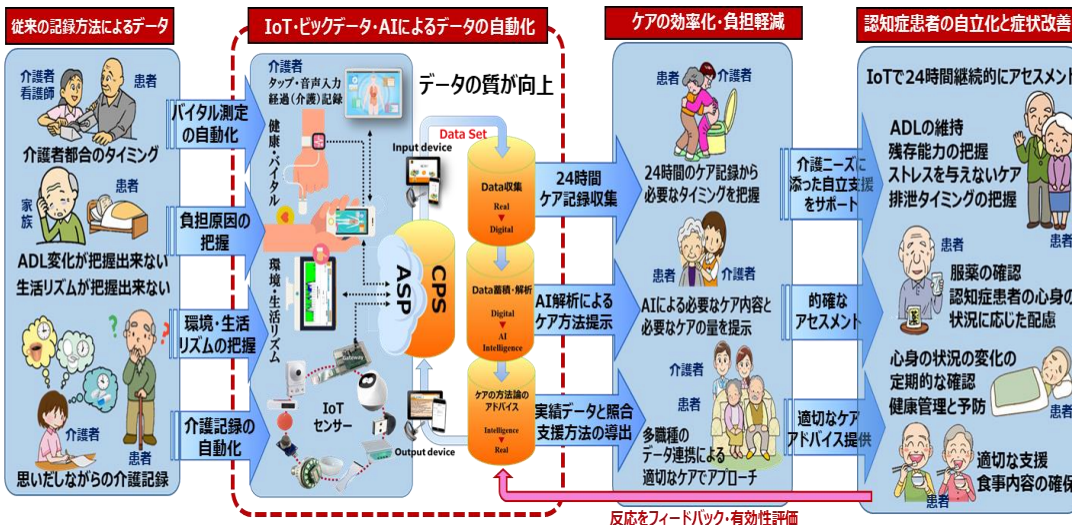 従来の記録方法によるデータ
介護者
看護師
患者
介護者都合のタイミング
家族
患者
ADL変化が把握出来ない
生活リズムが把握出来ない
介護者
患者
思いだしながらの介護記録
バイタル測定
の自動化
負担原因の
把握
環境・生活
リズムの把握
介護記録の
自動化
IoT・ビックデータ・AIによるデータの自動化
介護者
タップ・音声入力
経過(介護)記録
健康・バイタル
環境・生活リズム
Gateway
IoT
センサー
データの質が向上
Data Set
Input device
ASP
CPS
Output device
Data収集
Real
Digital
Data蓄積・解析
Digital
AI
Intelligence
ケアの方法論の
アドバイス
Intelligence
Real
24時間
ケア記録収集
AI解析による
ケア方法提示
実績データと照合
支援方法の導出
ケアの効率化・負担軽減
患者
介護者
24時間のケア記録から
必要なタイミングを把握
患者
介護者
AIによる必要なケア内容と
必要なケアの量を提示
介護者
患者
多職種の
データ連携による
適切なケアでアプローチ
介護ニーズに
添った自立支援
をサポート
的確な
アセスメント
適切なケア
アドバイス提供
認知症患者の自立化と症状改善
IoTで24時間継続的にアセスメント
ADLの維持
残存能力の把握
ストレスを与えないケア
排泄タイミングの把握
患者
患者
服薬の確認
認知症患者の心身の
状況に応じた配慮
心身の状況の変化の
定期的な確認
健康管理と予防
患者
適切な支援
食事内容の確保
患者
反応をフィードバック・有効性評価